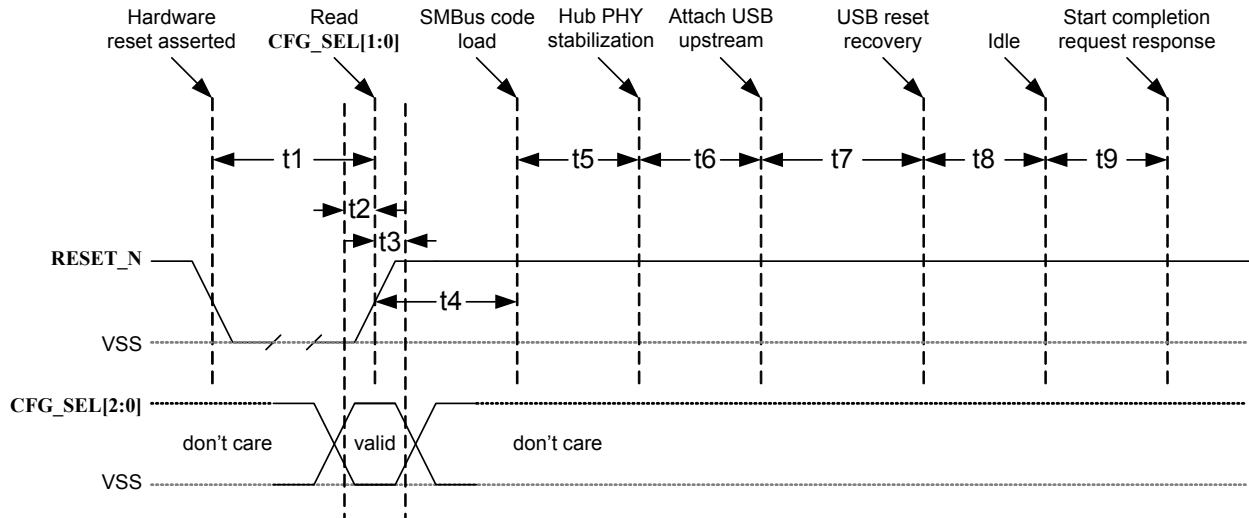 Hardware
reset asserted
Read
CFG_SEL[1:0]
SMBus code
load
Hub PHY
stabilization
Attach USB
upstream
USB reset
recovery
Idle
Start completion
request response
t1
t5
t6
t7
t8
t9
t2
t3
RESET_N
t4
VSS
CFG_SEL[2:0]
don't care
valid
don't care
VSS